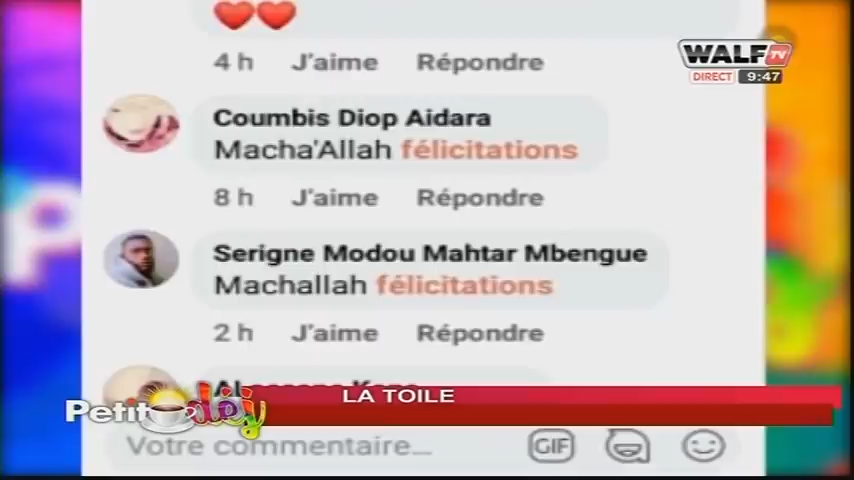 4 h J'aime Répondre
WALF TV
DIRECT 9:47
Coumbis Diop Aidara
Macha'Allah félicitations
8 h J'aime Répondre
Serigne Modou Mahtar Mbengue
Machallah félicitations
2 h J'aime Répondre
LA TOILE
Petit déj
Votre commentaire...
GIF